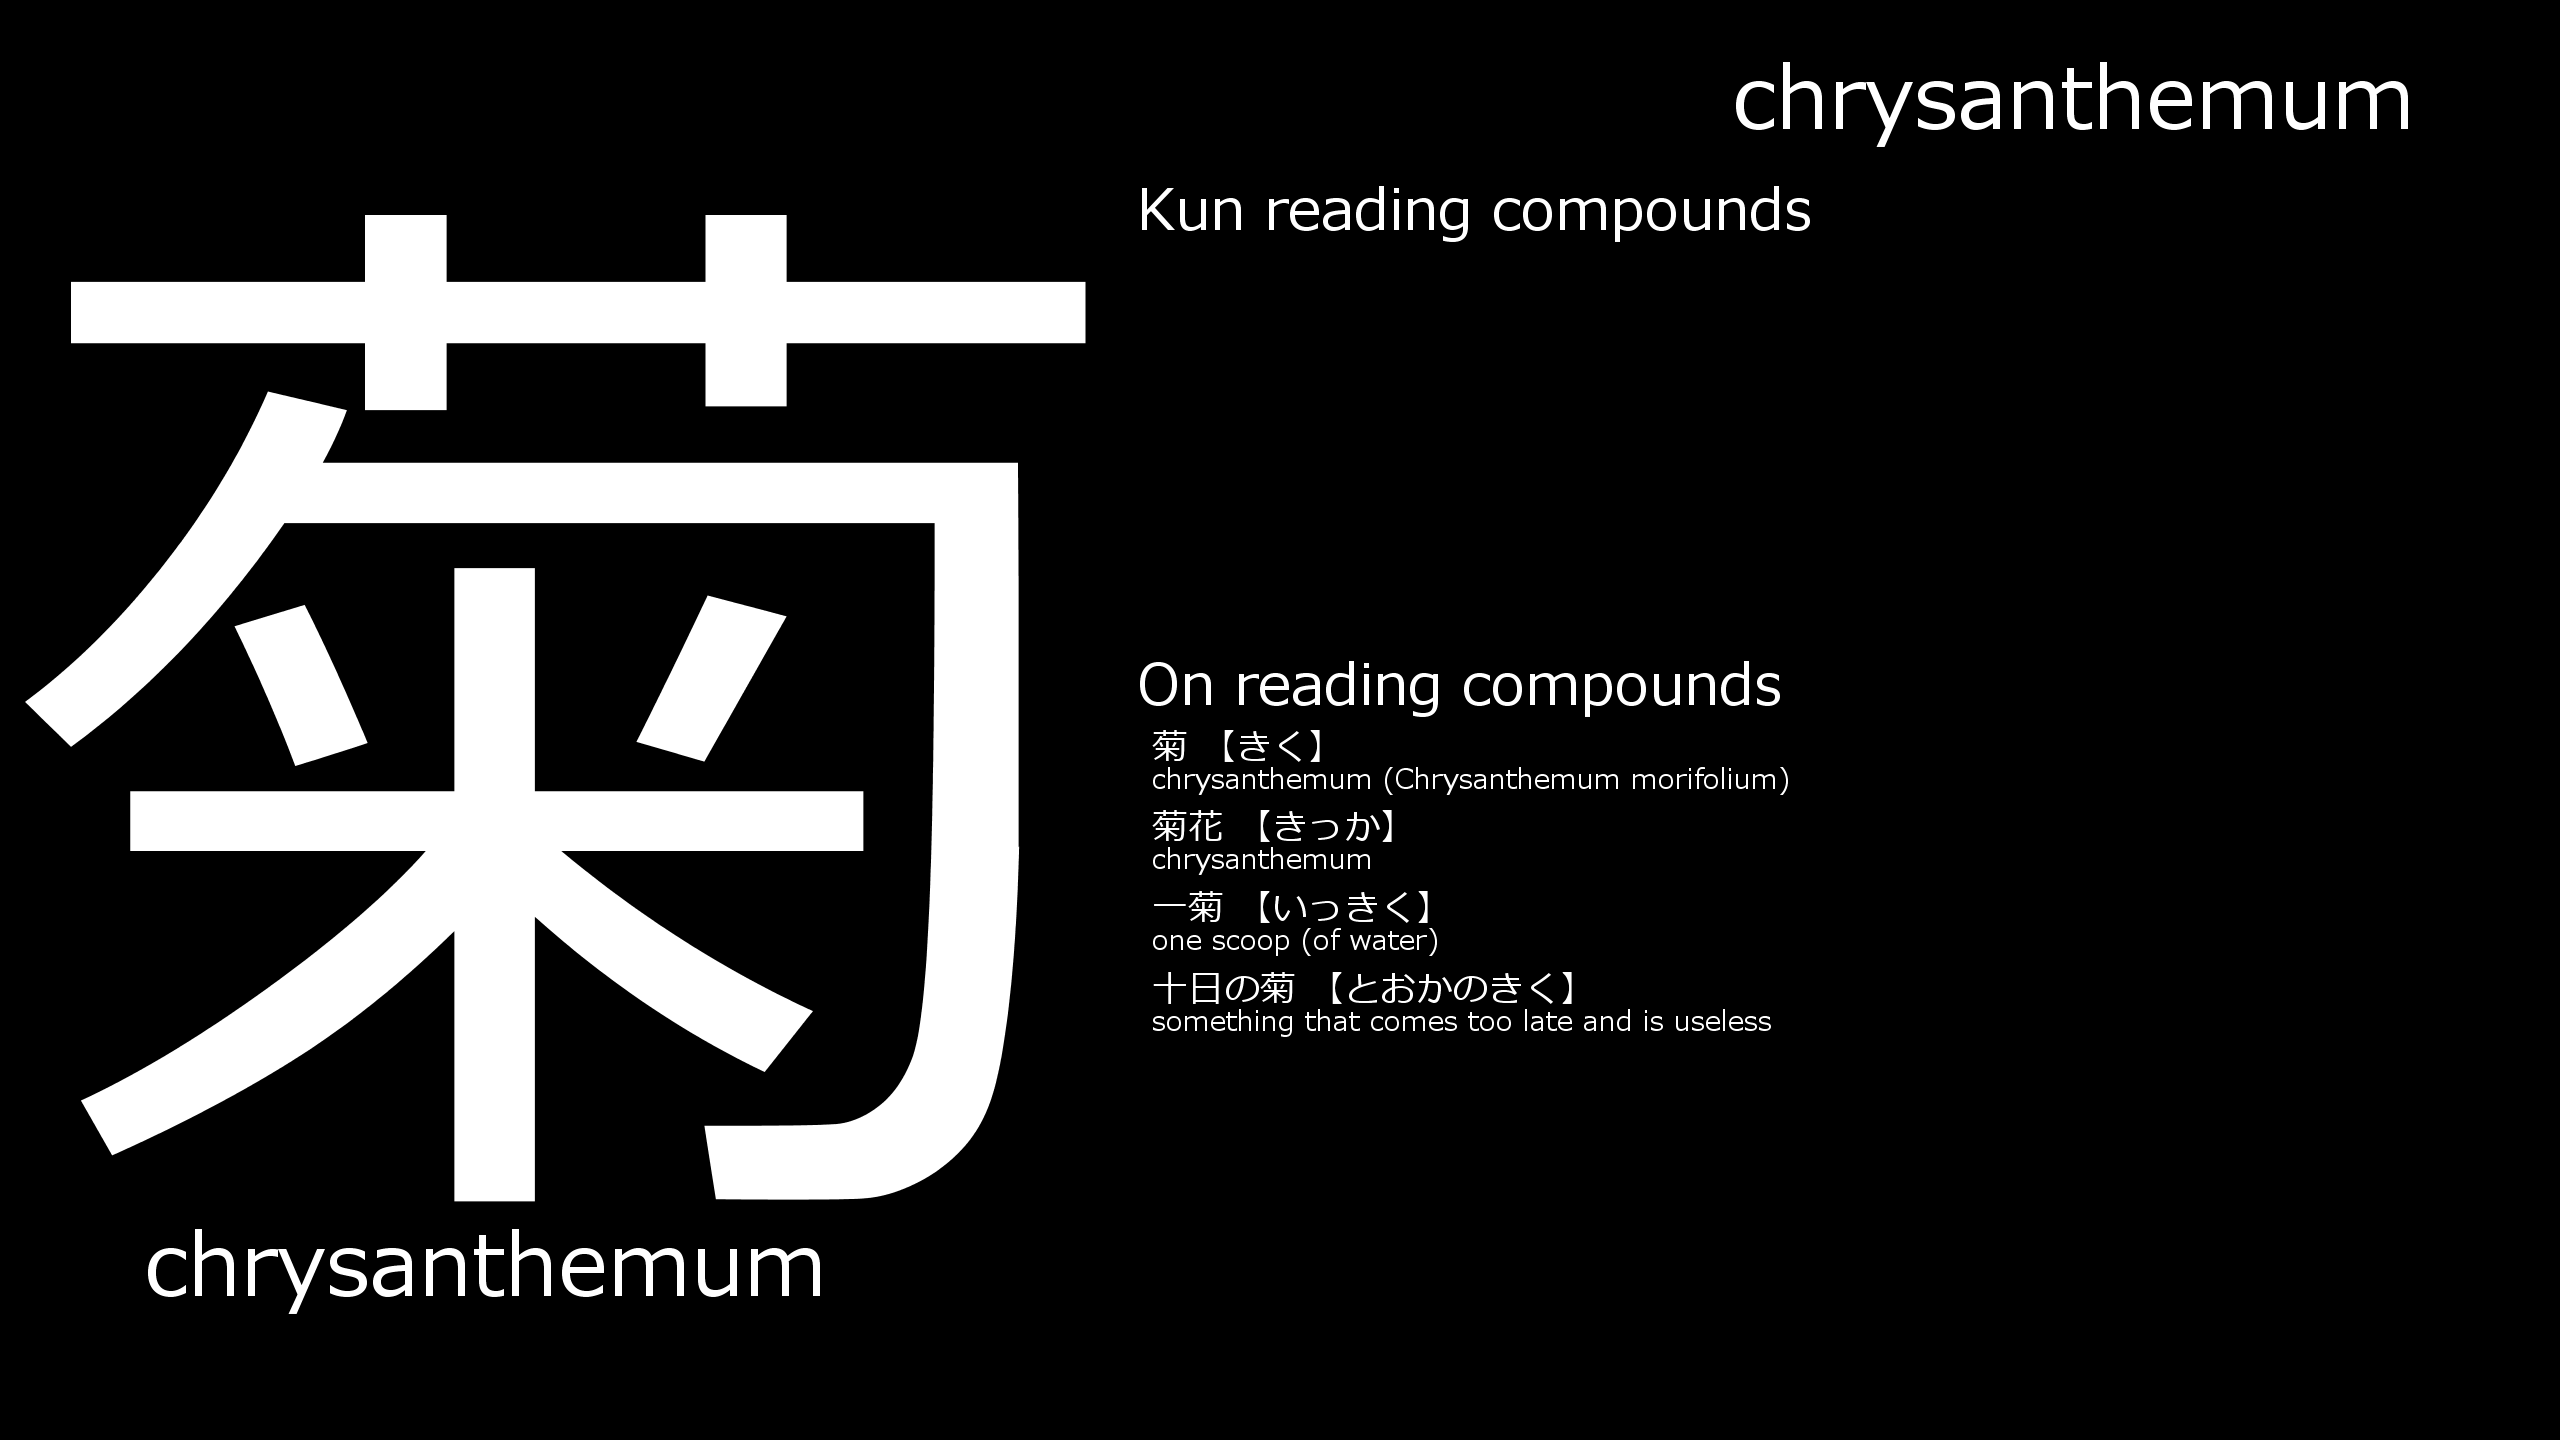 chrysanthemum
菊
chrysanthemum
Kun reading compounds
On reading compounds
菊 【きく】
chrysanthemum (Chrysanthemum morifolium)
菊花 【きっか】
chrysanthemum
一菊 【いっきく】
one scoop (of water)
十日の菊 【とおかのきく】
something that comes too late and is useless